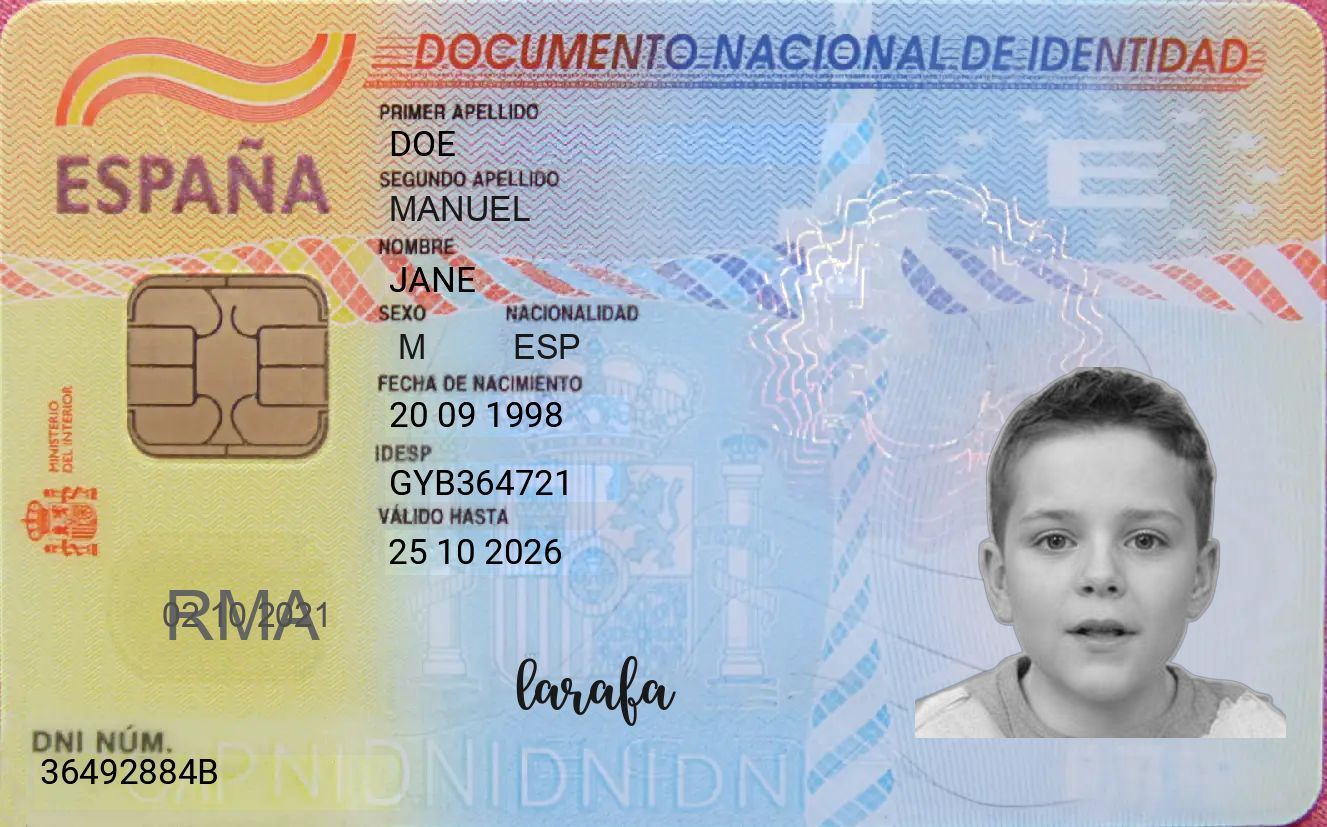 DOCUMENTO NACIONAL DE IDENTIDAD
ESPAÑA
E
PRIMER APELLIDO
DOE
SEGUNDO APELLIDO
MANUEL
NOMBRE
JANE
SEXO NACIONALIDAD
M ESP
FECHA DE NACIMIENTO
20 09 1998
IDESP
GYB364721
VÁLIDO HASTA
25 10 2026
MINISTERIO
DEL INTERIOR
RMA
02 10 2021
larafa
DNI NÚM.
36492884B
DNIDNIDNIDN